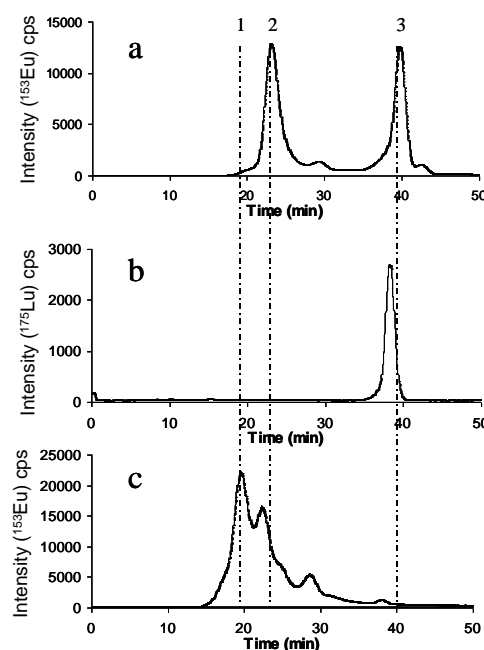 1 2 3
a
Intensity (¹⁵³Eu) cps
15000
10000
5000
0
0 10 20 30 40 50
Time (min)
b
Intensity (¹⁷⁵Lu) cps
3000
2000
1000
0
0 10 20 30 40 50
Time (min)
c
Intensity (¹⁵³Eu) cps
25000
20000
15000
10000
5000
0
0 10 20 30 40 50
Time (min)